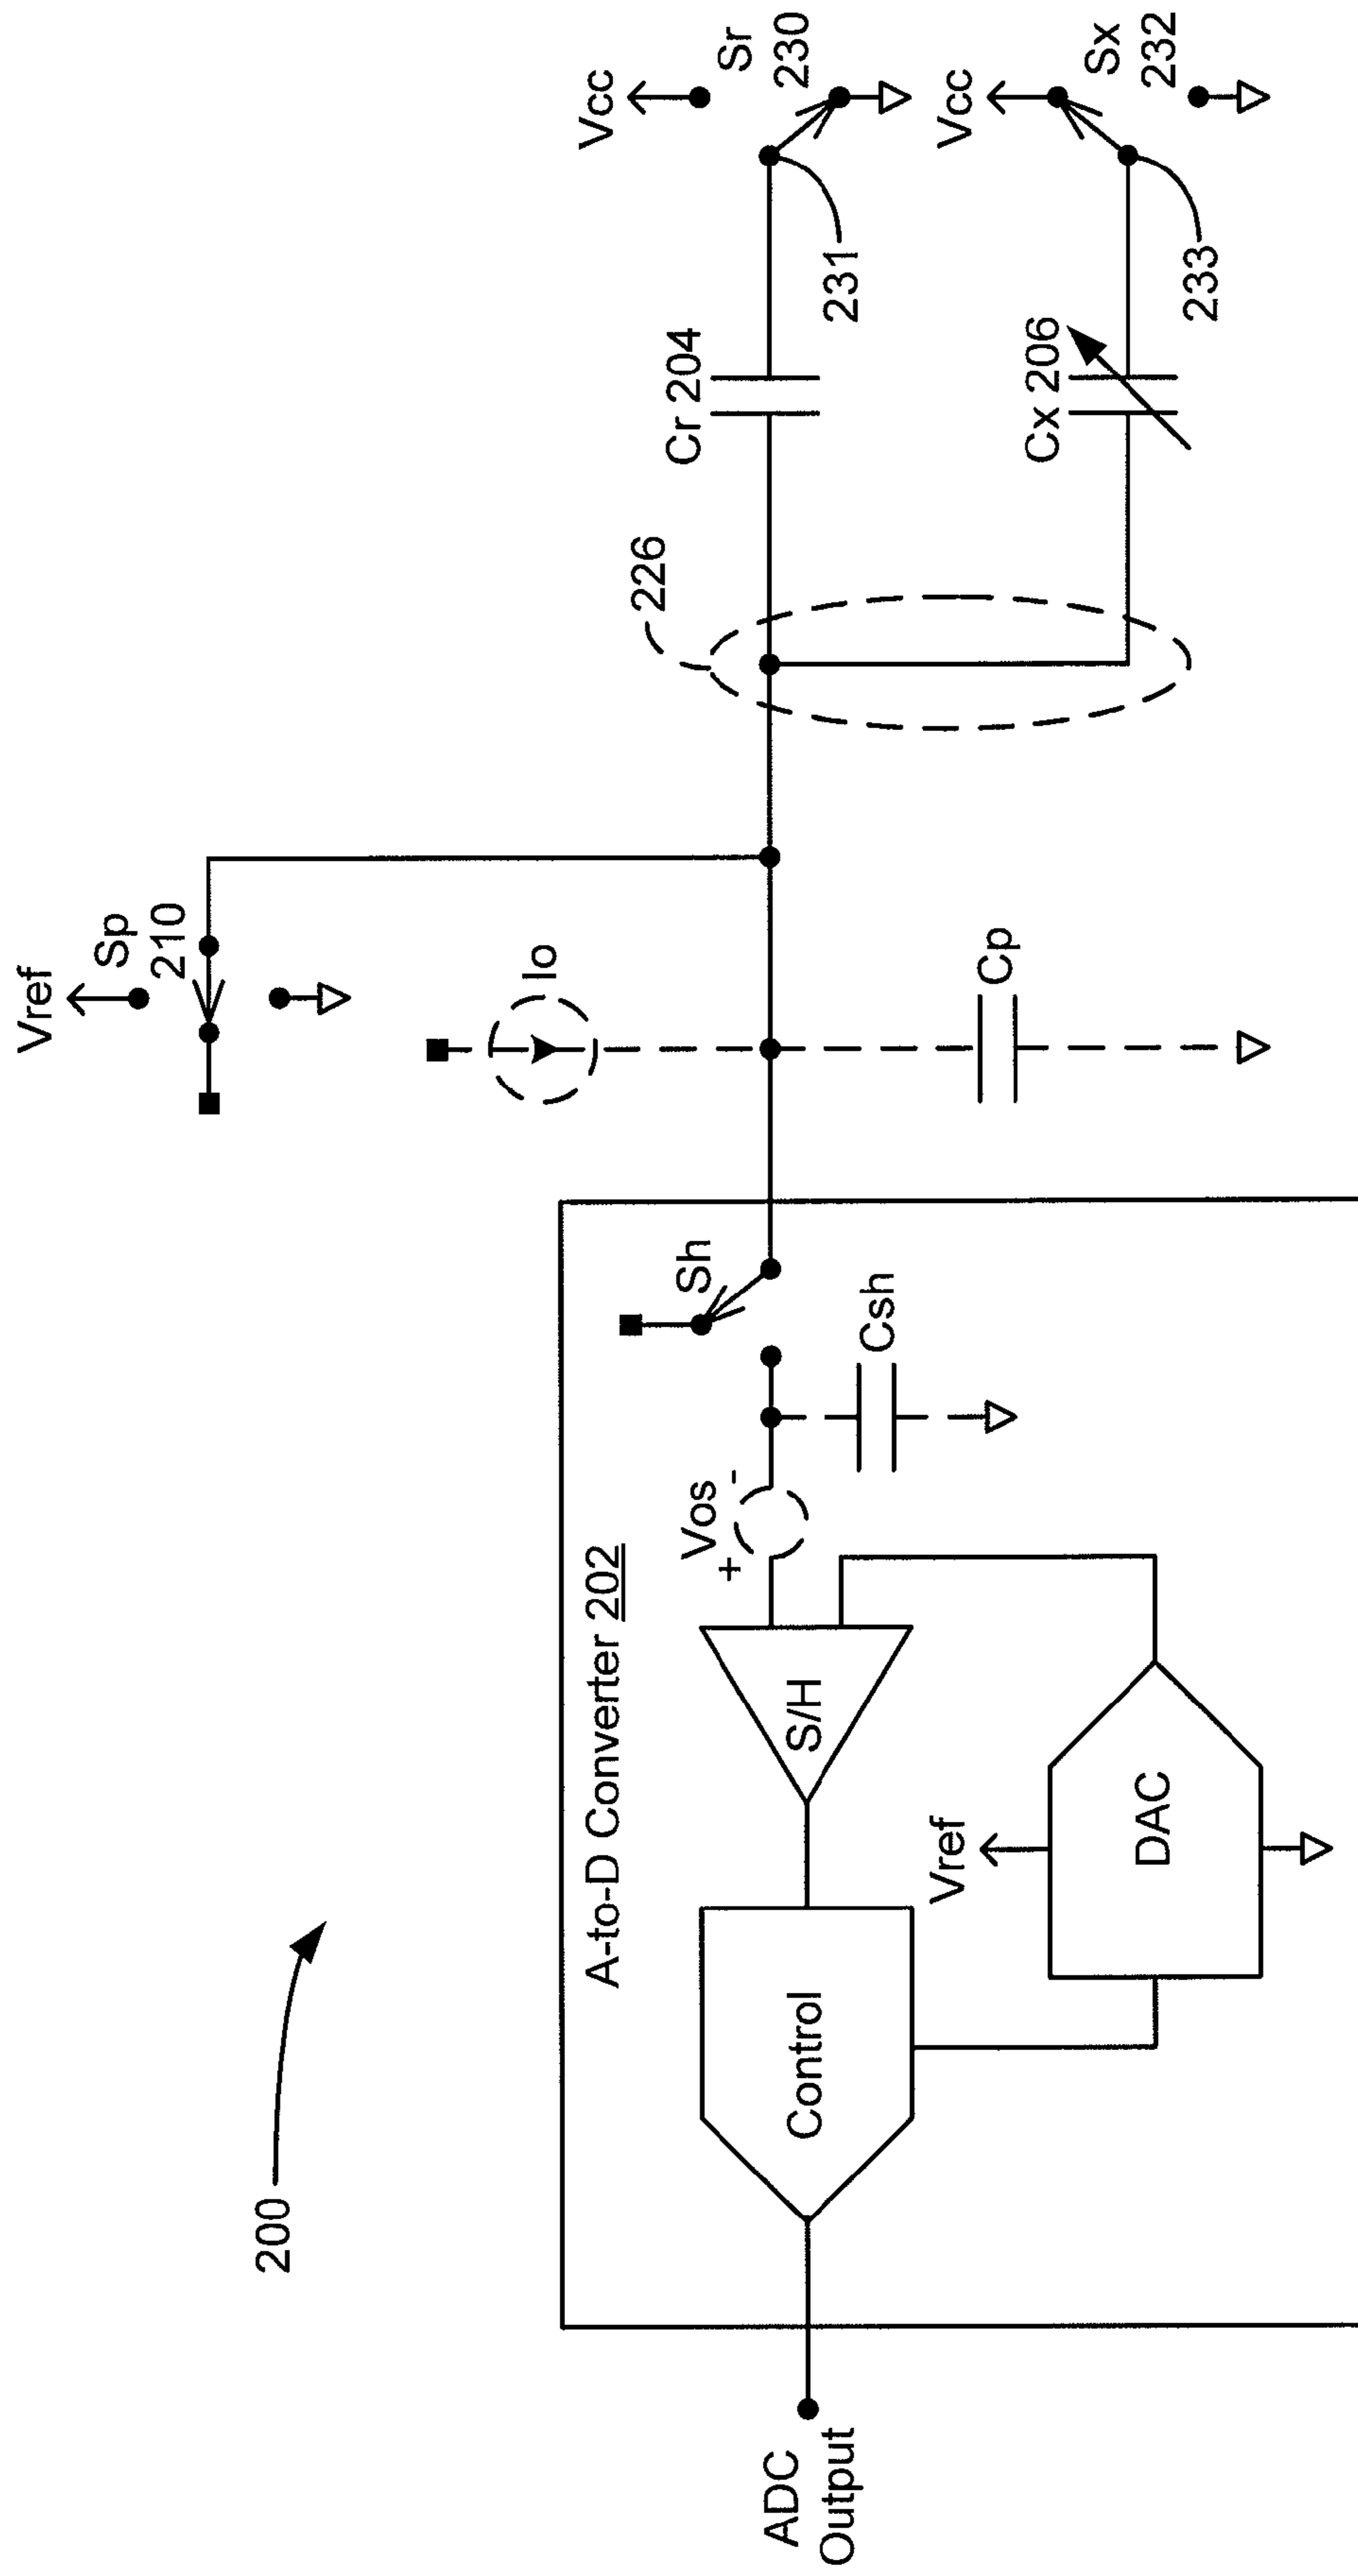 200
Vref
Sp
210
Io
Cp
226
Cr 204
231
Vcc
Sr
230
Cx 206
233
Vcc
Sx
232
A-to-D Converter 202
Sh
Csh
Vos
+
-
S/H
Control
Vref
DAC
ADC
Output